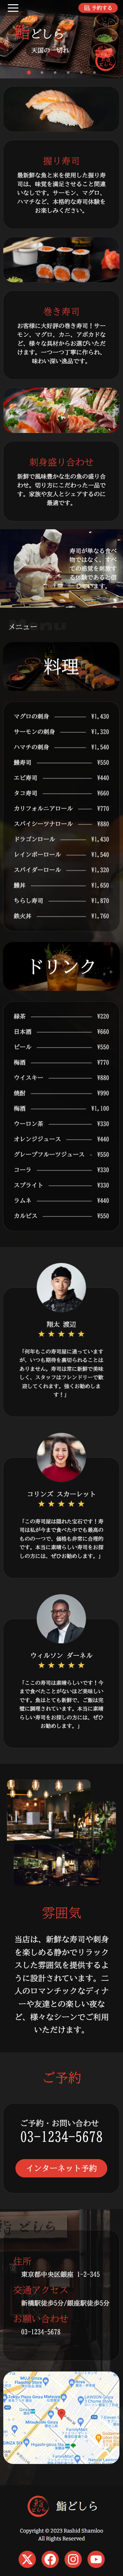 予約する
鮨どしら
天国の一切れ
握り寿司
最新鮮な魚と米を使用した握り寿
司は、味覚を満足させること間違
いなしです。サーモン、マグロ、
ハマチなど、本格的な寿司体験を
お楽しみください。
巻き寿司
お客様に大好評の巻き寿司！サー
モン、マグロ、カニ、アボカドな
ど、様々な具材からお選びいただ
けます。一つ一つ丁寧に作られ、
味わい深い逸品です。
刺身盛り合わせ
新鮮で風味豊かな生の魚の盛り合
わせ。切り方にこだわった一品で
す。家族や友人とシェアするのに
最適です。
寿司が単なる食べ
物ではなく、すべ
ての感覚を刺激す
る体験であると信
メニュー
料理
マグロの刺身 ¥1,430
サーモンの刺身 ¥1,320
ハマチの刺身 ¥1,540
鰻寿司 ¥550
エビ寿司 ¥440
タコ寿司 ¥660
カリフォルニアロール ¥770
スパイシーツナロール ¥880
ドラゴンロール ¥1,430
レインボーロール ¥1,540
スパイダーロール ¥1,320
鰻丼 ¥1,650
ちらし寿司 ¥1,870
鉄火丼 ¥1,760
ドリンク
緑茶 ¥220
日本酒 ¥660
ビール ¥550
梅酒 ¥770
ウイスキー ¥880
焼酎 ¥990
梅酒 ¥1,100
ウーロン茶 ¥330
オレンジジュース ¥440
グレープフルーツジュース ¥550
コーラ ¥330
スプライト ¥330
ラムネ ¥440
カルピス ¥550
翔太 渡辺
「何年もこの寿司屋に通っています
が、いつも期待を裏切られることは
ありません。寿司は常に新鮮で美味
しく、スタッフはフレンドリーで歓
迎してくれます。強くお勧めしま
す！」
コリンズ スカーレット
「この寿司屋は隠れた宝石です！寿
司は私が今まで食べた中でも最高の
ものの一つで、価格も非常に合理的
です。本当に素晴らしい寿司をお探
しの方には、ぜひお勧めします。」
ウィルソン ダーネル
「ここの寿司は素晴らしいです！今
まで食べたことがないほど美味しい
です。魚はとても新鮮で、ご飯は完
璧に調理されています。本当に素晴
らしい寿司をお探しの方には、ぜひ
お勧めします。」
雰囲気
当店は、新鮮な寿司や刺身
を楽しめる静かでリラック
スした雰囲気を提供するよ
うに設計されています。二
人のロマンチックなディナ
ーや友達との楽しい夜な
ど、様々なシーンでご利用
いただけます。
ご予約
ご予約・お問い合わせ
03-1234-5678
インターネット予約
住所
東京都中央区銀座 1-2-345
交通アクセス
新橋駅徒歩5分/銀座駅徒歩5分
お問い合わせ
03-1234-5678
鮨どしら
Copyright © 2023 Rashid Shamloo
All Rights Reserved